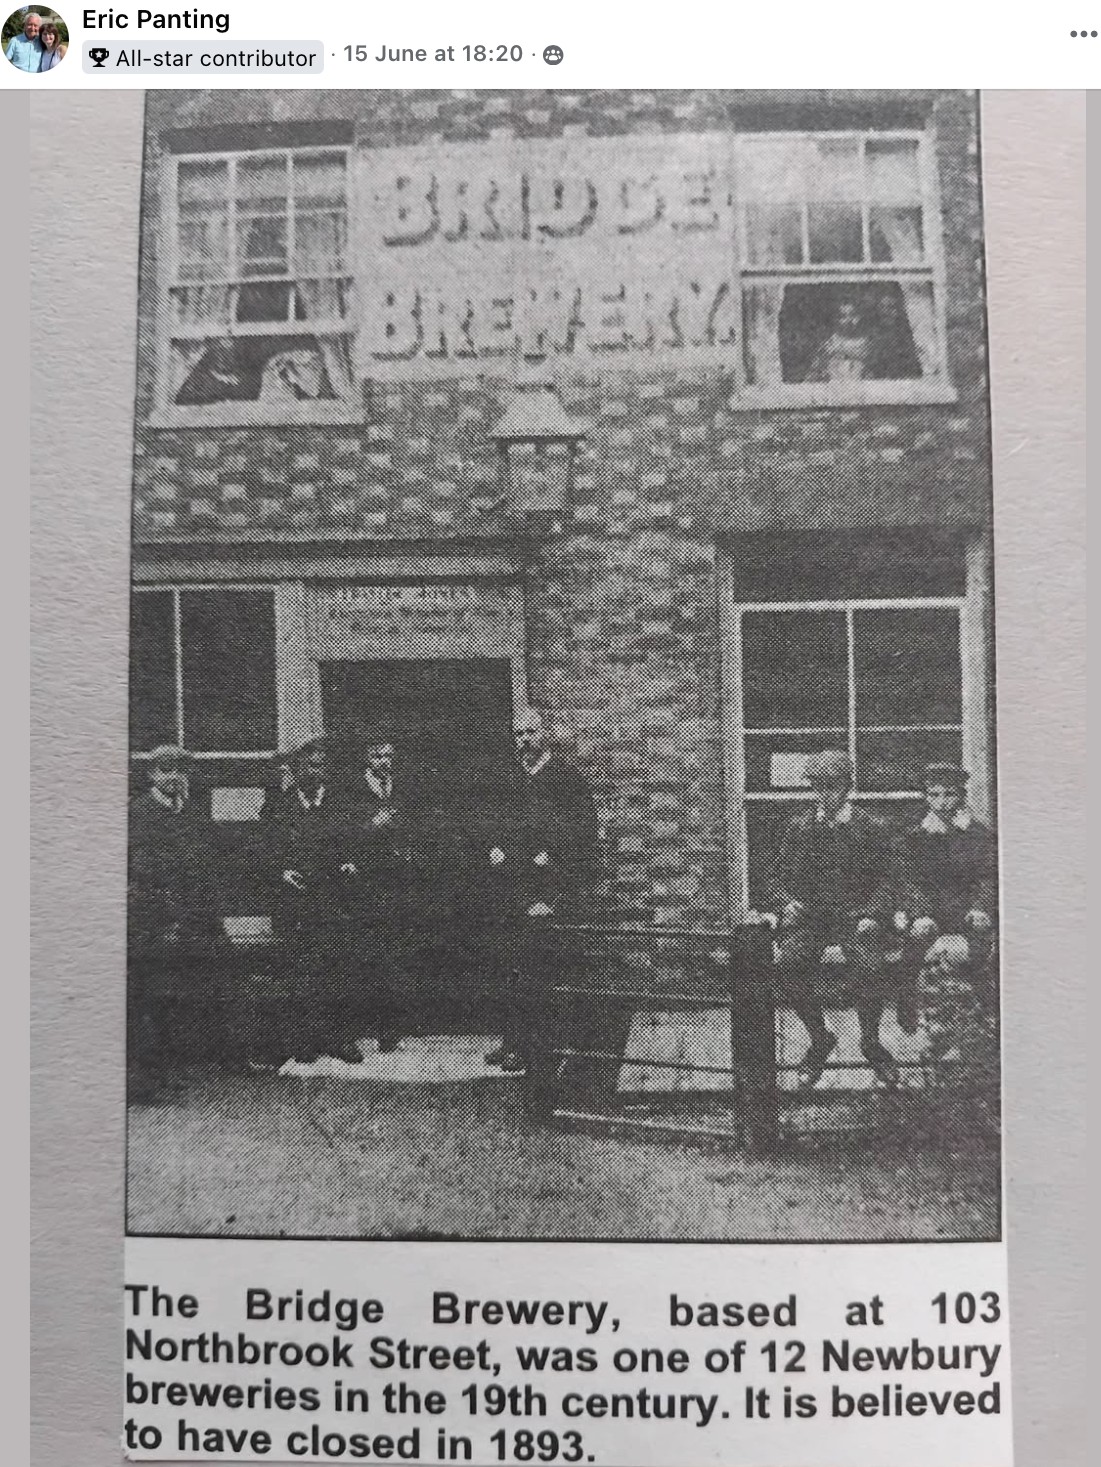 Eric Panting
All-star contributor · 15 June at 18:20 ·
BRIDGE
BREWERY.
The Bridge Brewery, based at 103
Northbrook Street, was one of 12 Newbury
breweries in the 19th century. It is believed
to have closed in 1893.